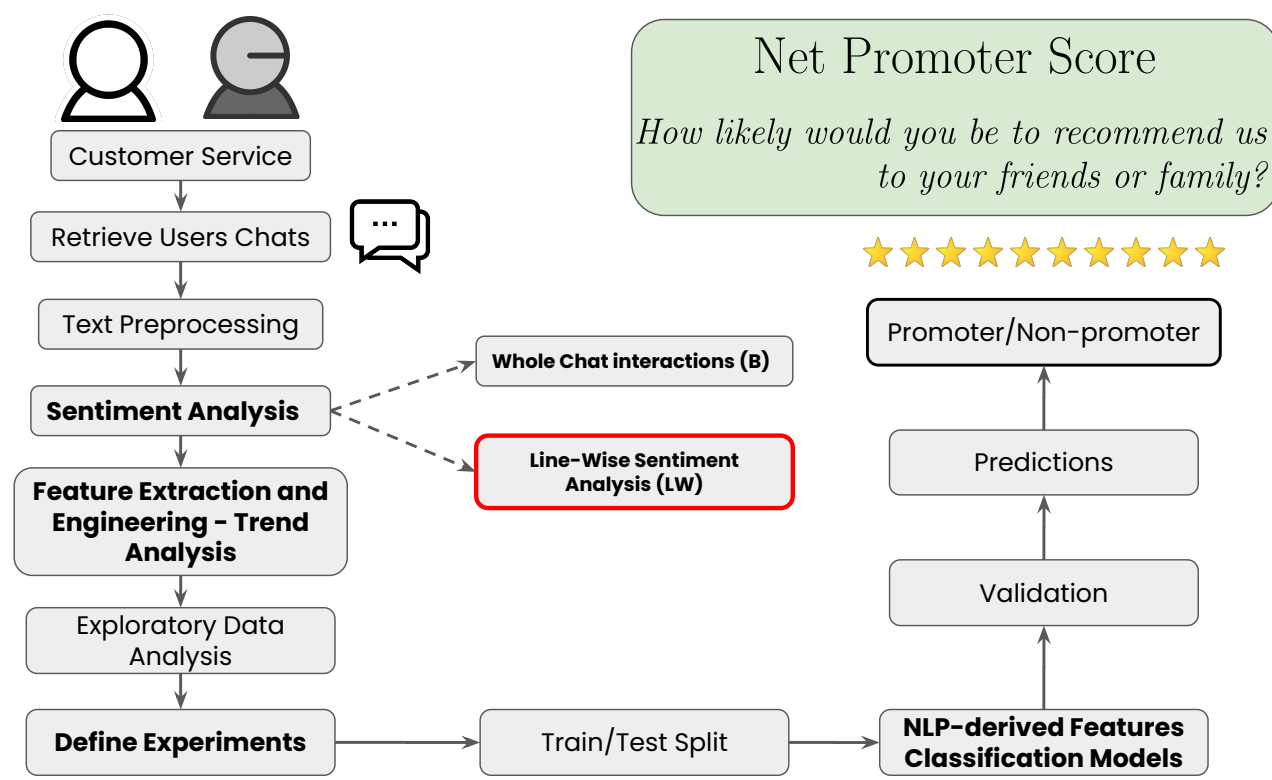 Net Promoter Score
How likely would you be to recommend us
to your friends or family?
Customer Service
Retrieve Users Chats
...
Text Preprocessing
Sentiment Analysis
Whole Chat interactions (B)
Line-Wise Sentiment
Analysis (LW)
Feature Extraction and
Engineering - Trend
Analysis
Exploratory Data
Analysis
Define Experiments
Train/Test Split
NLP-derived Features
Classification Models
Validation
Predictions
Promoter/Non-promoter